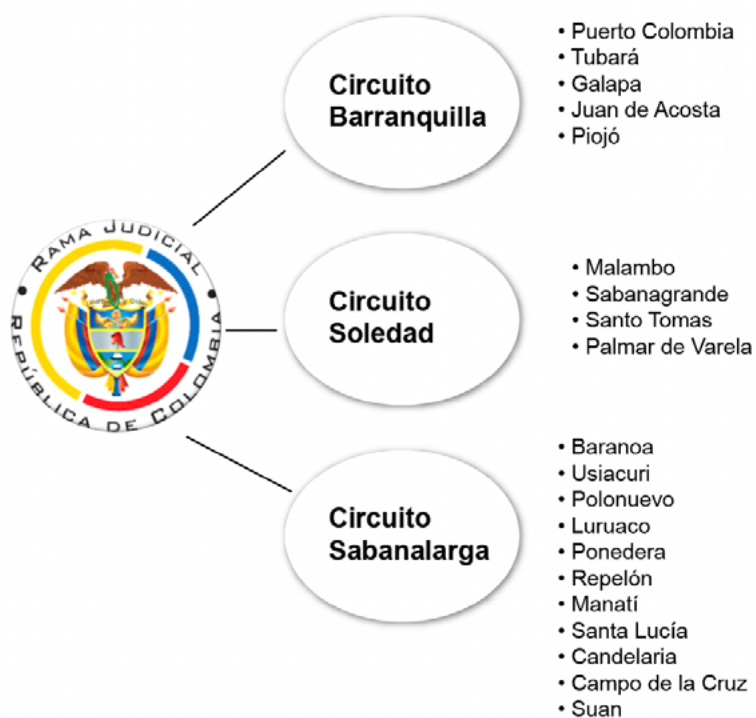 RAMA JUDICIAL
REPÚBLICA DE COLOMBIA
Circuito
Barranquilla
• Puerto Colombia
• Tubará
• Galapa
• Juan de Acosta
• Piojó
Circuito
Soledad
• Malambo
• Sabanagrande
• Santo Tomas
• Palmar de Varela
Circuito
Sabanalarga
• Baranoa
• Usiacuri
• Polonuevo
• Luruaco
• Ponedera
• Repelón
• Manatí
• Santa Lucía
• Candelaria
• Campo de la Cruz
• Suan